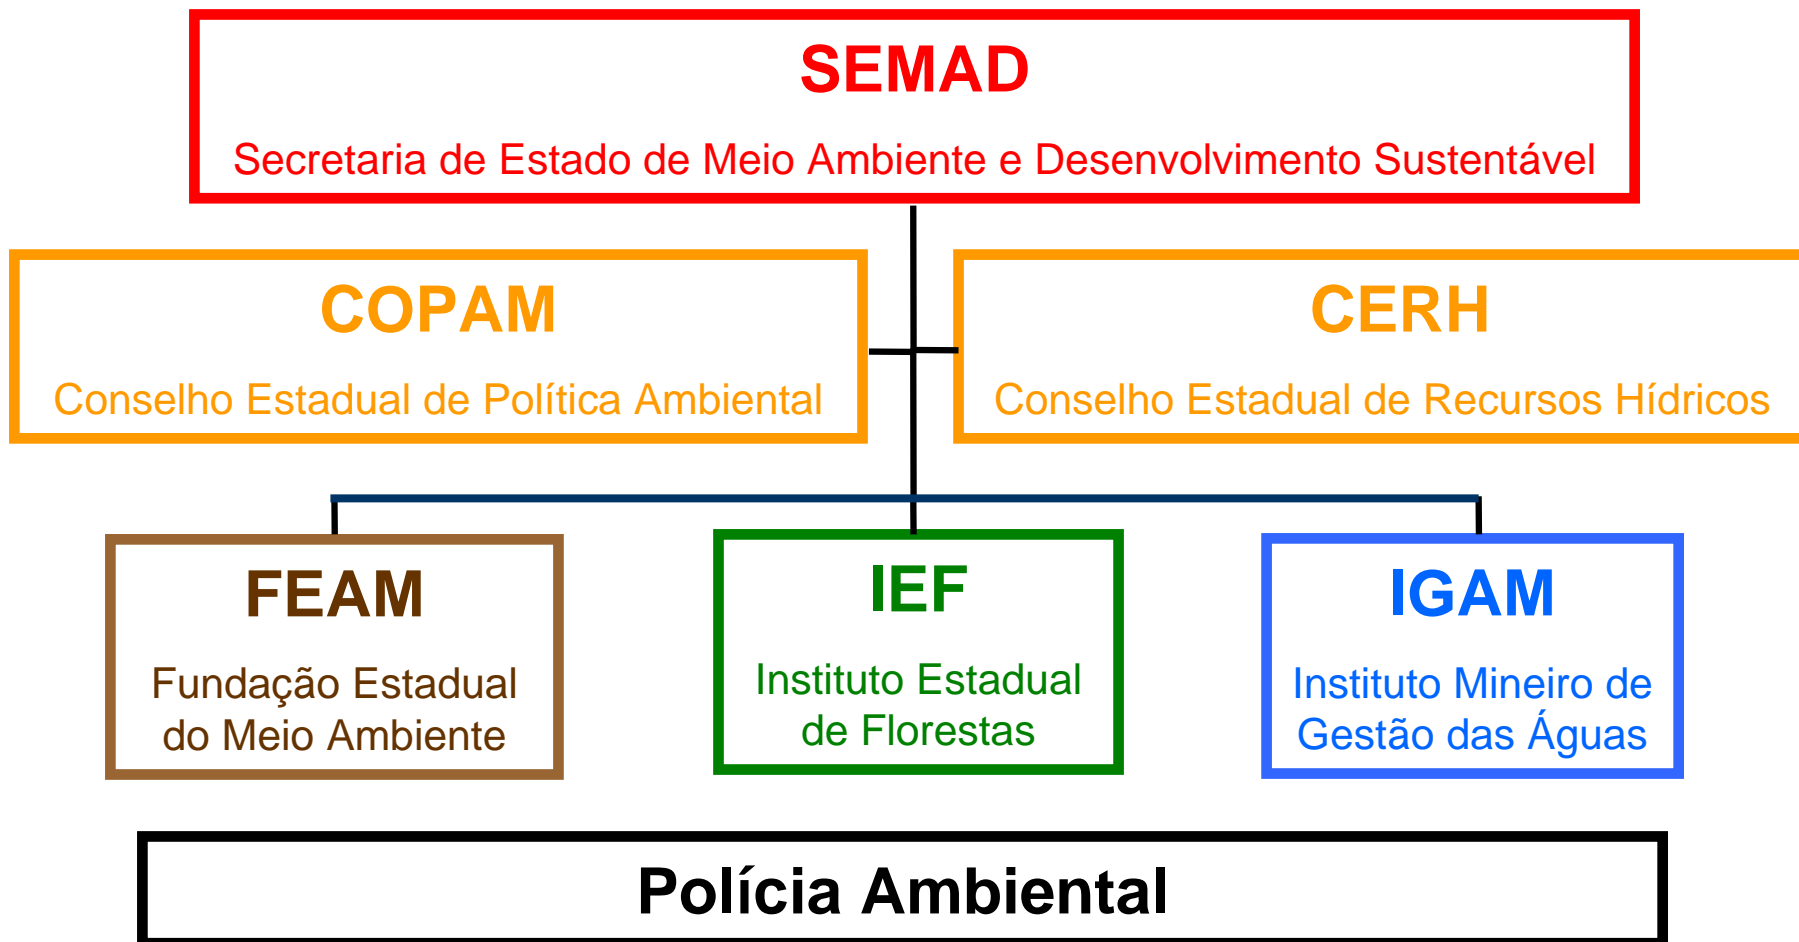 SEMAD
Secretaria de Estado de Meio Ambiente e Desenvolvimento Sustentável
COPAM
Conselho Estadual de Política Ambiental
CERH
Conselho Estadual de Recursos Hídricos
FEAM
Fundação Estadual
do Meio Ambiente
IEF
Instituto Estadual
de Florestas
IGAM
Instituto Mineiro de
Gestão das Águas
Polícia Ambiental